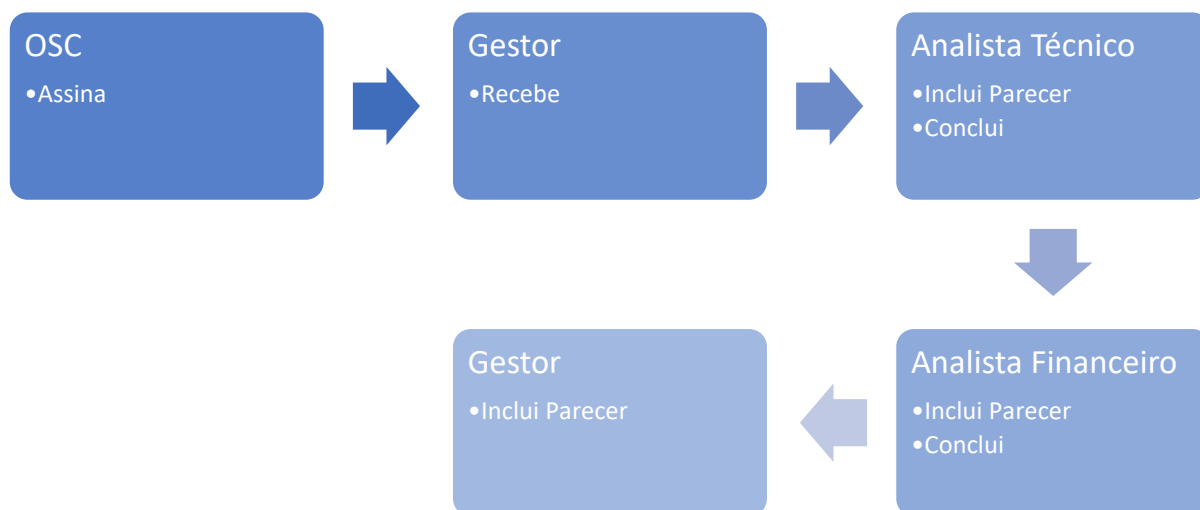 OSC
•Assina
Gestor
•Recebe
Analista Técnico
•Inclui Parecer
•Conclui
Analista Financeiro
•Inclui Parecer
•Conclui
Gestor
•Inclui Parecer